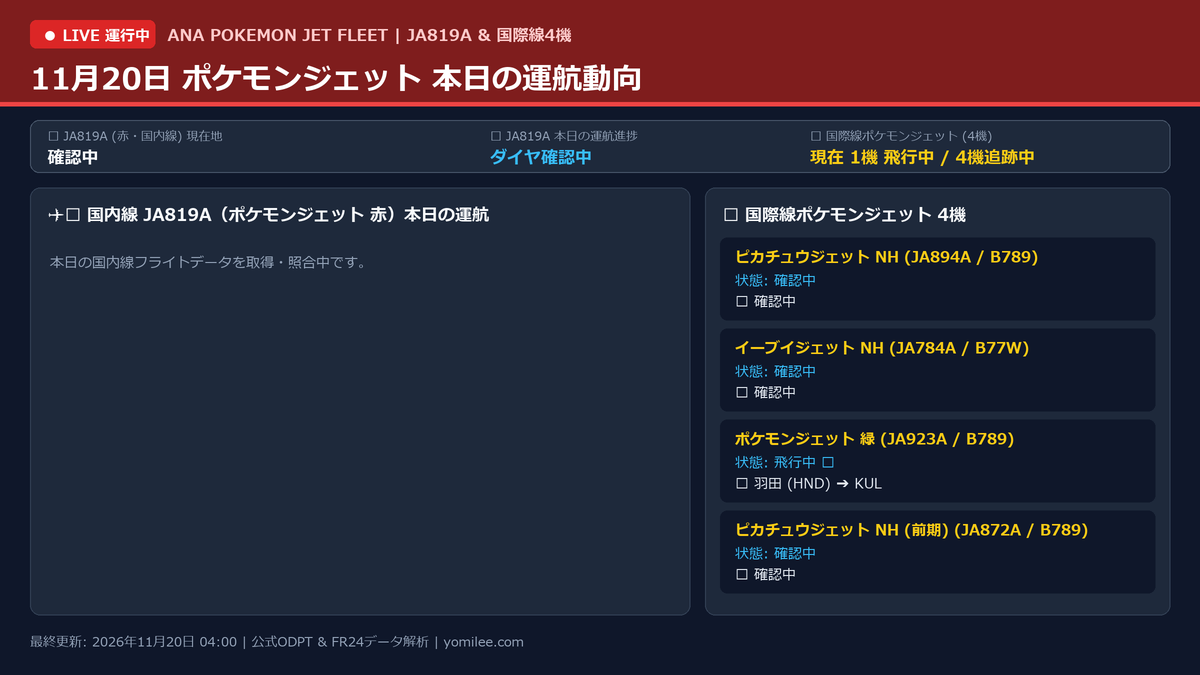 ● LIVE 運行中 ANA POKEMON JET FLEET | JA819A & 国際線4機
11月20日 ポケモンジェット 本日の運航動向
□ JA819A (赤・国内線) 現在地
確認中
□ JA819A 本日の運航進捗
ダイヤ確認中
□ 国際線ポケモンジェット (4機)
現在 1機 飛行中 / 4機追跡中
✈□ 国内線 JA819A（ポケモンジェット 赤）本日の運航
本日の国内線フライトデータを取得・照合中です。
□ 国際線ポケモンジェット 4機
ピカチュウジェット NH (JA894A / B789)
状態: 確認中
□ 確認中
イーブイジェット NH (JA784A / B77W)
状態: 確認中
□ 確認中
ポケモンジェット 緑 (JA923A / B789)
状態: 飛行中 □
□ 羽田 (HND) ➔ KUL
ピカチュウジェット NH (前期) (JA872A / B789)
状態: 確認中
□ 確認中
最終更新: 2026年11月20日 04:00 | 公式ODPT & FR24データ解析 | yomilee.com